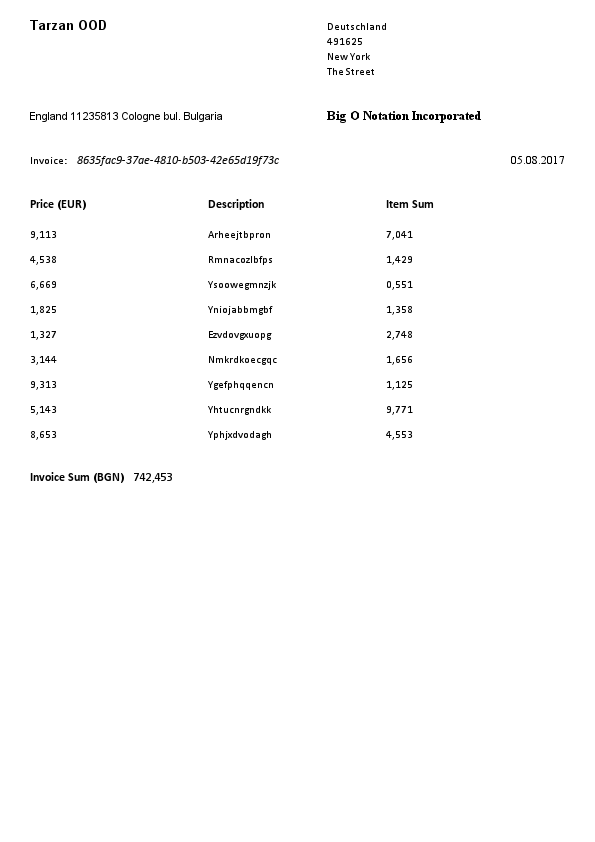 Tarzan OOD
Deutschland
491625
New York
The Street
England 11235813 Cologne bul. Bulgaria
Big O Notation Incorporated
Invoice: 8635fac9-37ae-4810-b503-42e65d19f73c 05.08.2017
Price (EUR) Description Item Sum
9,113 Arheejtbpron 7,041
4,538 Rmnacozlbfps 1,429
6,669 Ysoowegmnzjk 0,551
1,825 Yniojabbmgbf 1,358
1,327 Ezvdovgxuopg 2,748
3,144 Nmkrdkoecgqc 1,656
9,313 Ygefphqqencn 1,125
5,143 Yhtucnrgndkk 9,771
8,653 Yphjxdvodagh 4,553
Invoice Sum (BGN) 742,453